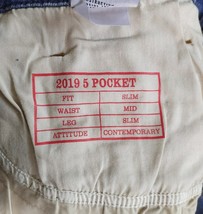 2019 5 POCKET
FIT SLIM
WAIST MID
LEG SLIM
ATTITUDE CONTEMPORARY